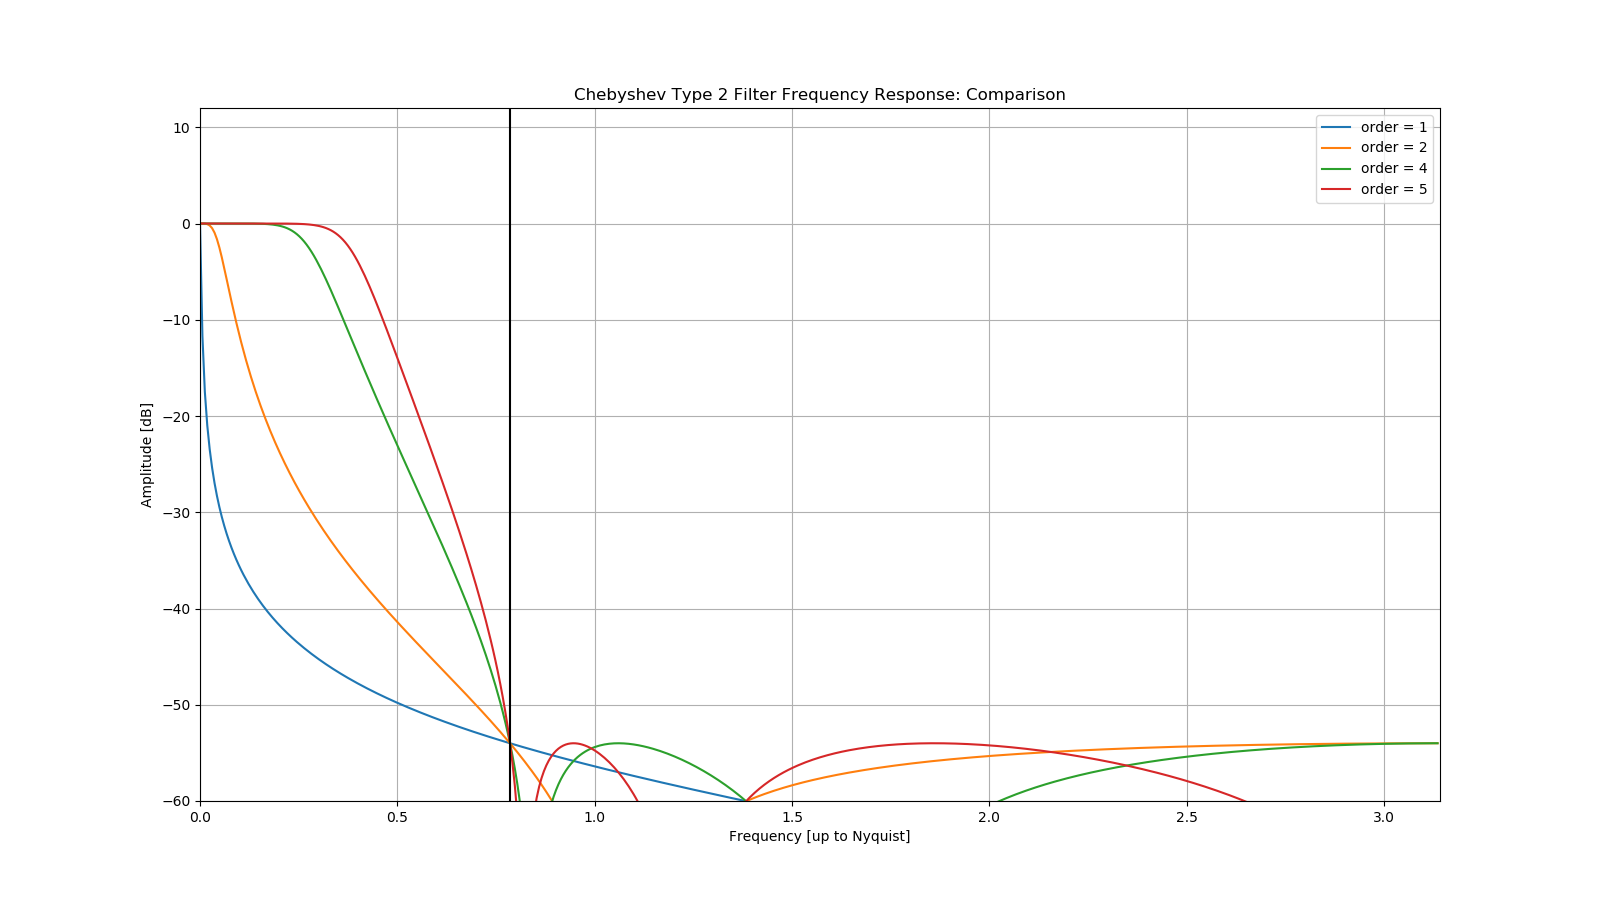 Chebyshev Type 2 Filter Frequency Response: Comparison
order = 1
order = 2
order = 4
order = 5
10
0
−10
−20
−30
−40
−50
−60
Amplitude [dB]
0.0
0.5
1.0
1.5
2.0
2.5
3.0
Frequency [up to Nyquist]